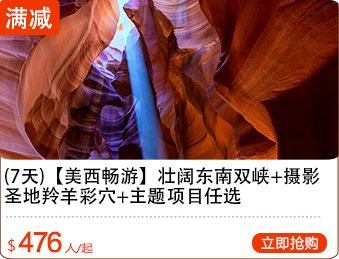 满减
(7天)【美西畅游】壮阔东南双峡+摄影
圣地羚羊彩穴+主题项目任选
$476人/起
立即抢购